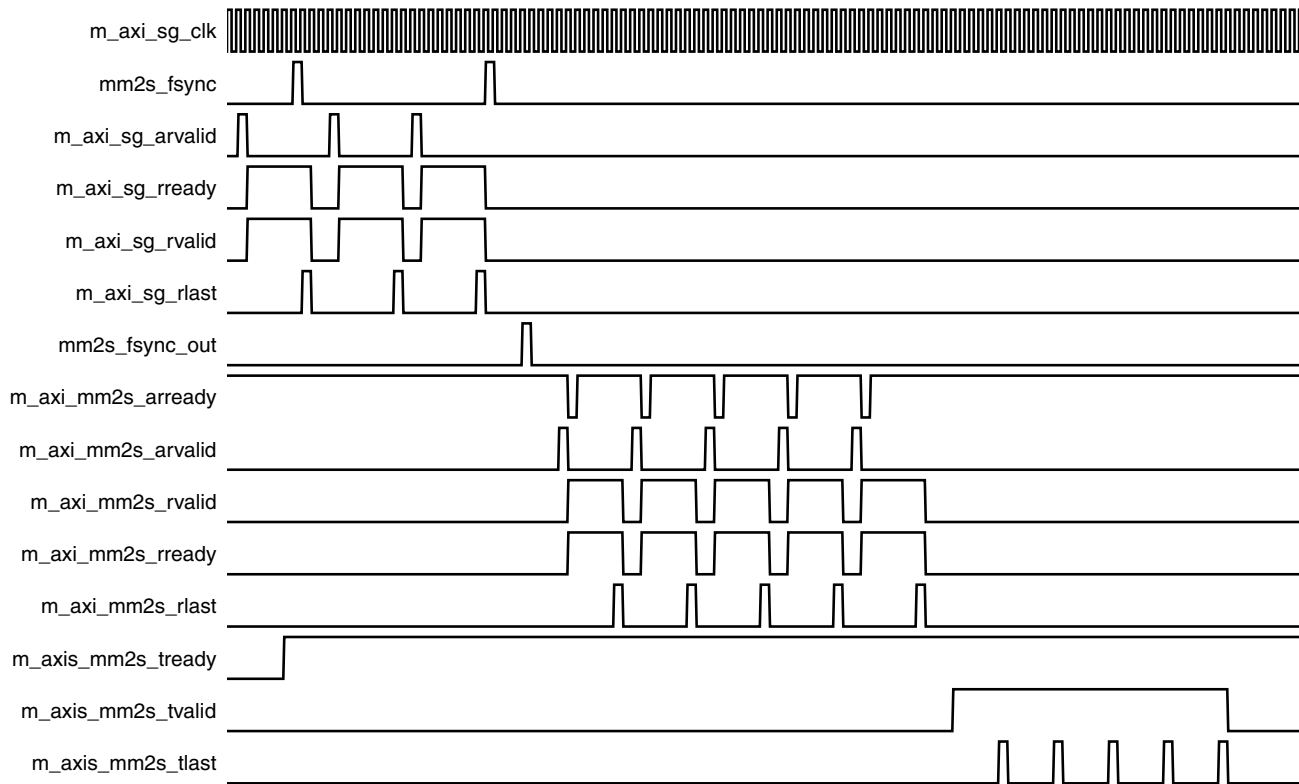 m_axi_sg_clk
mm2s_fsync
m_axi_sg_arvalid
m_axi_sg_rready
m_axi_sg_rvalid
m_axi_sg_rlast
mm2s_fsync_out
m_axi_mm2s_arready
m_axi_mm2s_arvalid
m_axi_mm2s_rvalid
m_axi_mm2s_rready
m_axi_mm2s_rlast
m_axis_mm2s_tready
m_axis_mm2s_tvalid
m_axis_mm2s_tlast